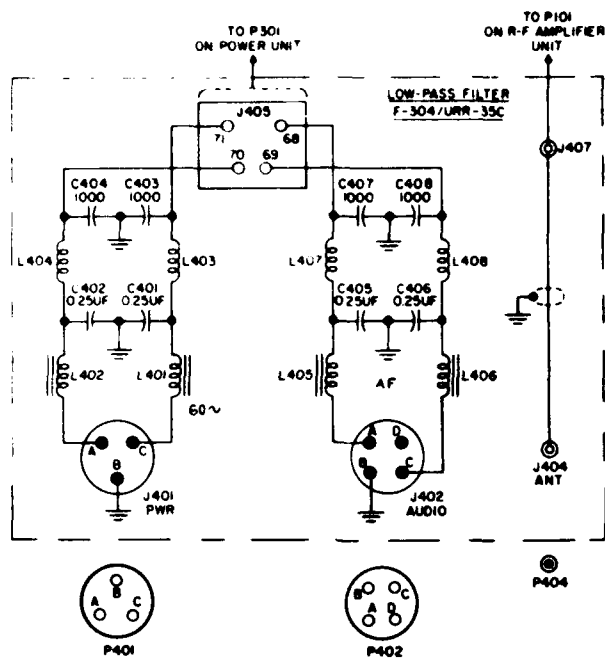 TO P301
ON POWER UNIT
TO P101
ON R-F AMPLIFIER
UNIT
LOW-PASS FILTER
F-304/URR-35C
J405
71
68
70
69
J407
C404
1000
C403
1000
C407
1000
C408
1000
L404
L403
L407
L408
C402
0.25UF
C401
0.25UF
C405
0.25UF
C406
0.25UF
L402
L401
L405
AF
L406
60~
A
C
B
J401
PWR
A
D
B
C
J402
AUDIO
J404
ANT
B
A
C
P401
B
C
A
D
P402
P404